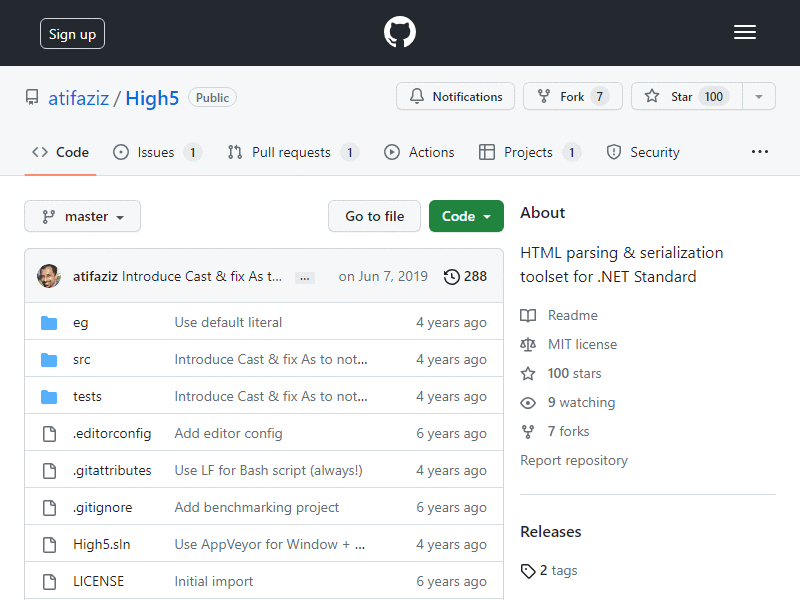 Sign up
atifaziz / High5 Public
Notifications Fork 7 Star 100
Code Issues 1 Pull requests 1 Actions Projects 1 Security ...
master Go to file Code
atifaziz Introduce Cast & fix As t... ... on Jun 7, 2019 288
eg Use default literal 4 years ago
src Introduce Cast & fix As to not... 4 years ago
tests Introduce Cast & fix As to not... 4 years ago
.editorconfig Add editor config 6 years ago
.gitattributes Use LF for Bash script (always!) 4 years ago
.gitignore Add benchmarking project 6 years ago
High5.sln Use AppVeyor for Window + ... 4 years ago
LICENSE Initial import 6 years ago
About
HTML parsing & serialization
toolset for .NET Standard
Readme
MIT license
100 stars
9 watching
7 forks
Report repository
Releases
2 tags